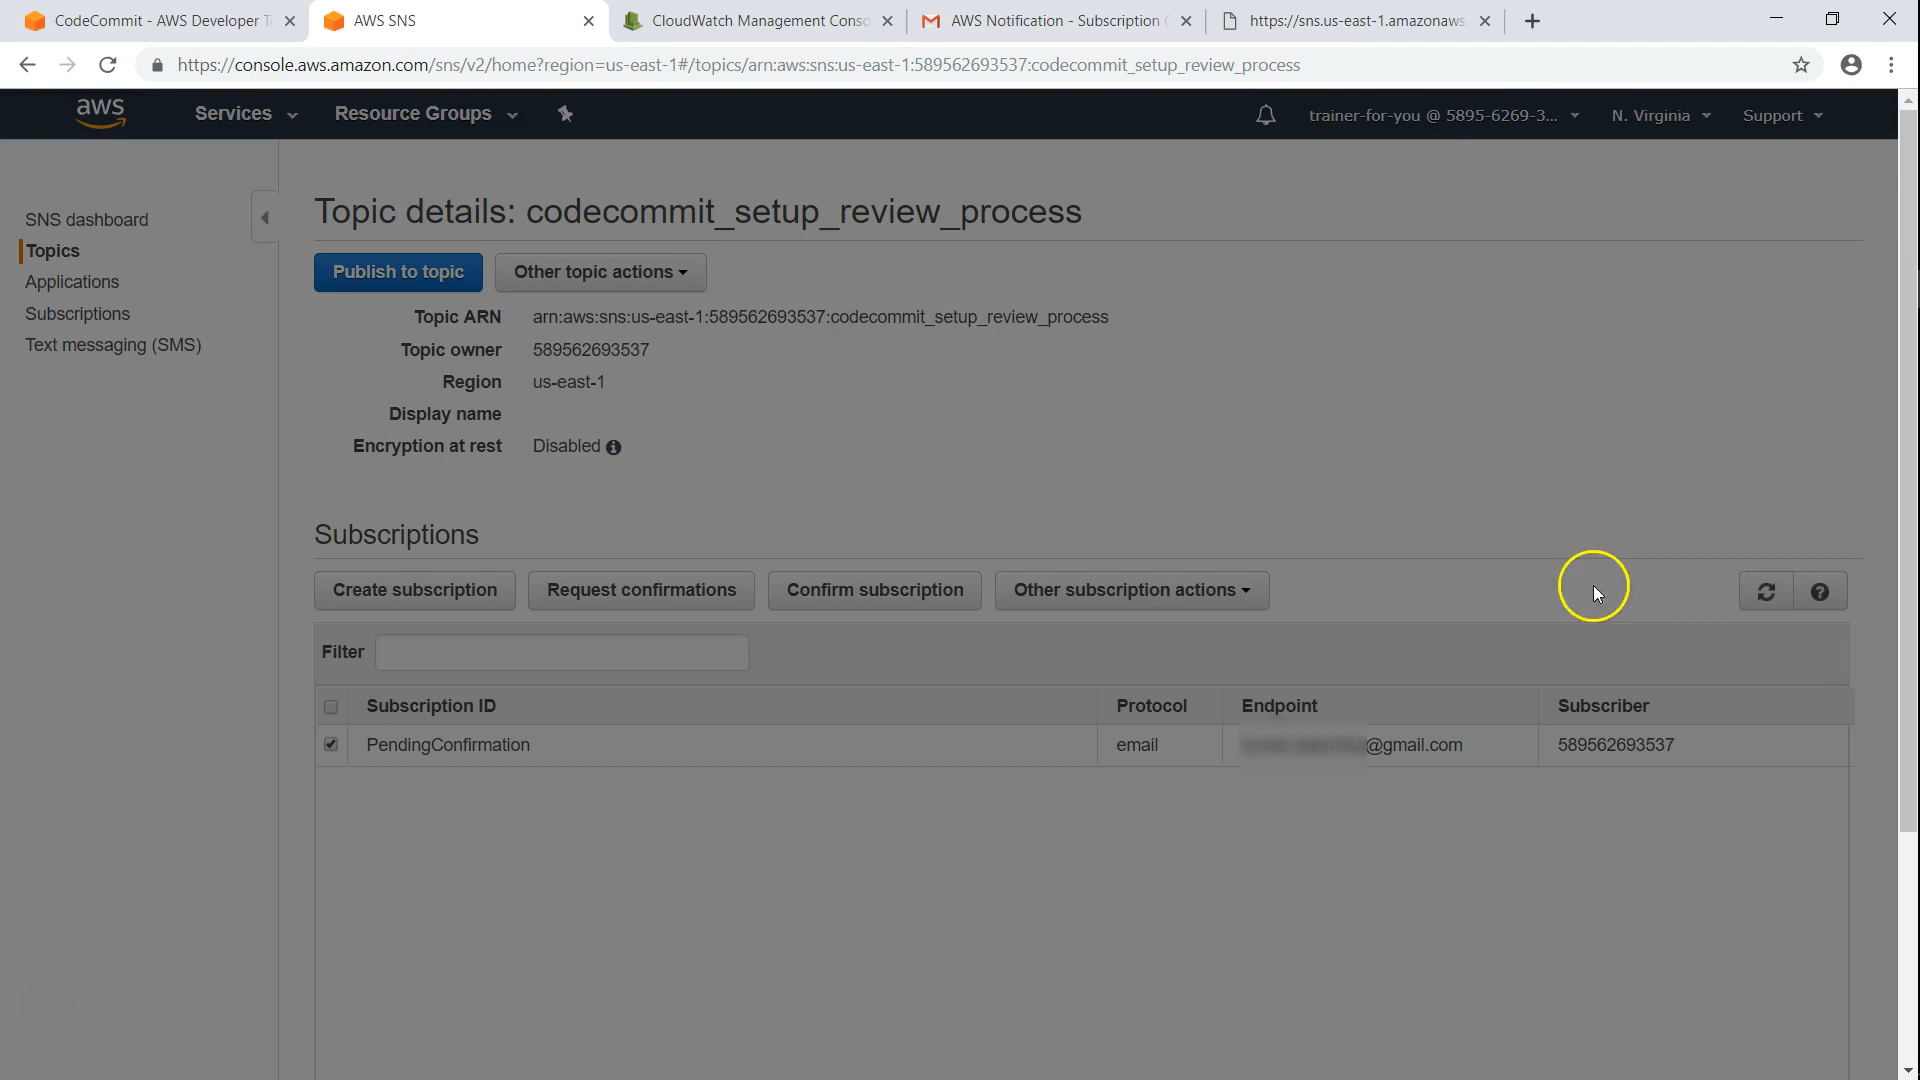 CodeCommit - AWS Developer T
AWS SNS
CloudWatch Management Conso
AWS Notification - Subscription
https://sns.us-east-1.amazonaws
https://console.aws.amazon.com/sns/v2/home?region=us-east-1#/topics/arn:aws:sns:us-east-1:589562693537:codecommit_setup_review_process
aws
Services
Resource Groups
trainer-for-you @ 5895-6269-3...
N. Virginia
Support
SNS dashboard
Topics
Applications
Subscriptions
Text messaging (SMS)
Topic details: codecommit_setup_review_process
Publish to topic
Other topic actions
Topic ARN arn:aws:sns:us-east-1:589562693537:codecommit_setup_review_process
Topic owner 589562693537
Region us-east-1
Display name
Encryption at rest Disabled
Subscriptions
Create subscription
Request confirmations
Confirm subscription
Other subscription actions
Filter
Subscription ID Protocol Endpoint Subscriber
PendingConfirmation email @gmail.com 589562693537